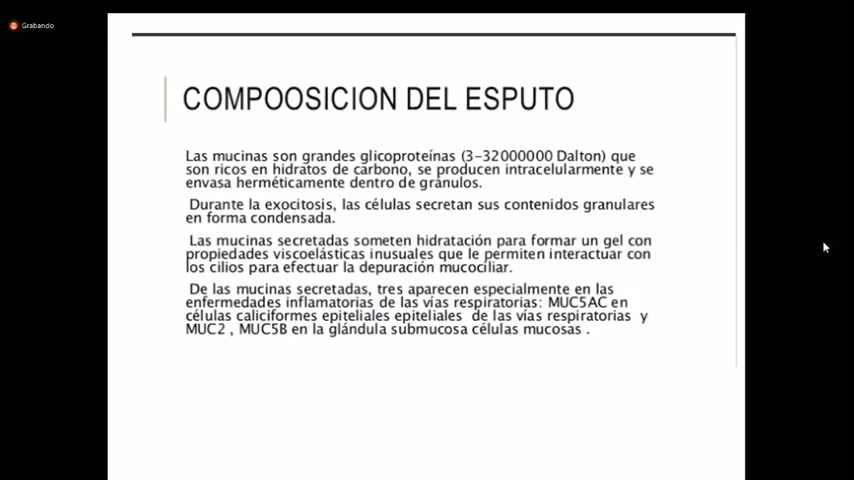 Grabando
COMPOOSICION DEL ESPUTO
Las mucinas son grandes glicoproteínas (3-32000000 Dalton) que
son ricos en hidratos de carbono, se producen intracelularmente y se
envasa herméticamente dentro de gránulos.
Durante la exocitosis, las células secretan sus contenidos granulares
en forma condensada.
Las mucinas secretadas someten hidratación para formar un gel con
propiedades viscoelásticas inusuales que le permiten interactuar con
los cilios para efectuar la depuración mucociliar.
De las mucinas secretadas, tres aparecen especialmente en las
enfermedades inflamatorias de las vías respiratorias: MUC5AC en
células caliciformes epiteliales epiteliales de las vías respiratorias y
MUC2 , MUC5B en la glándula submucosa células mucosas .